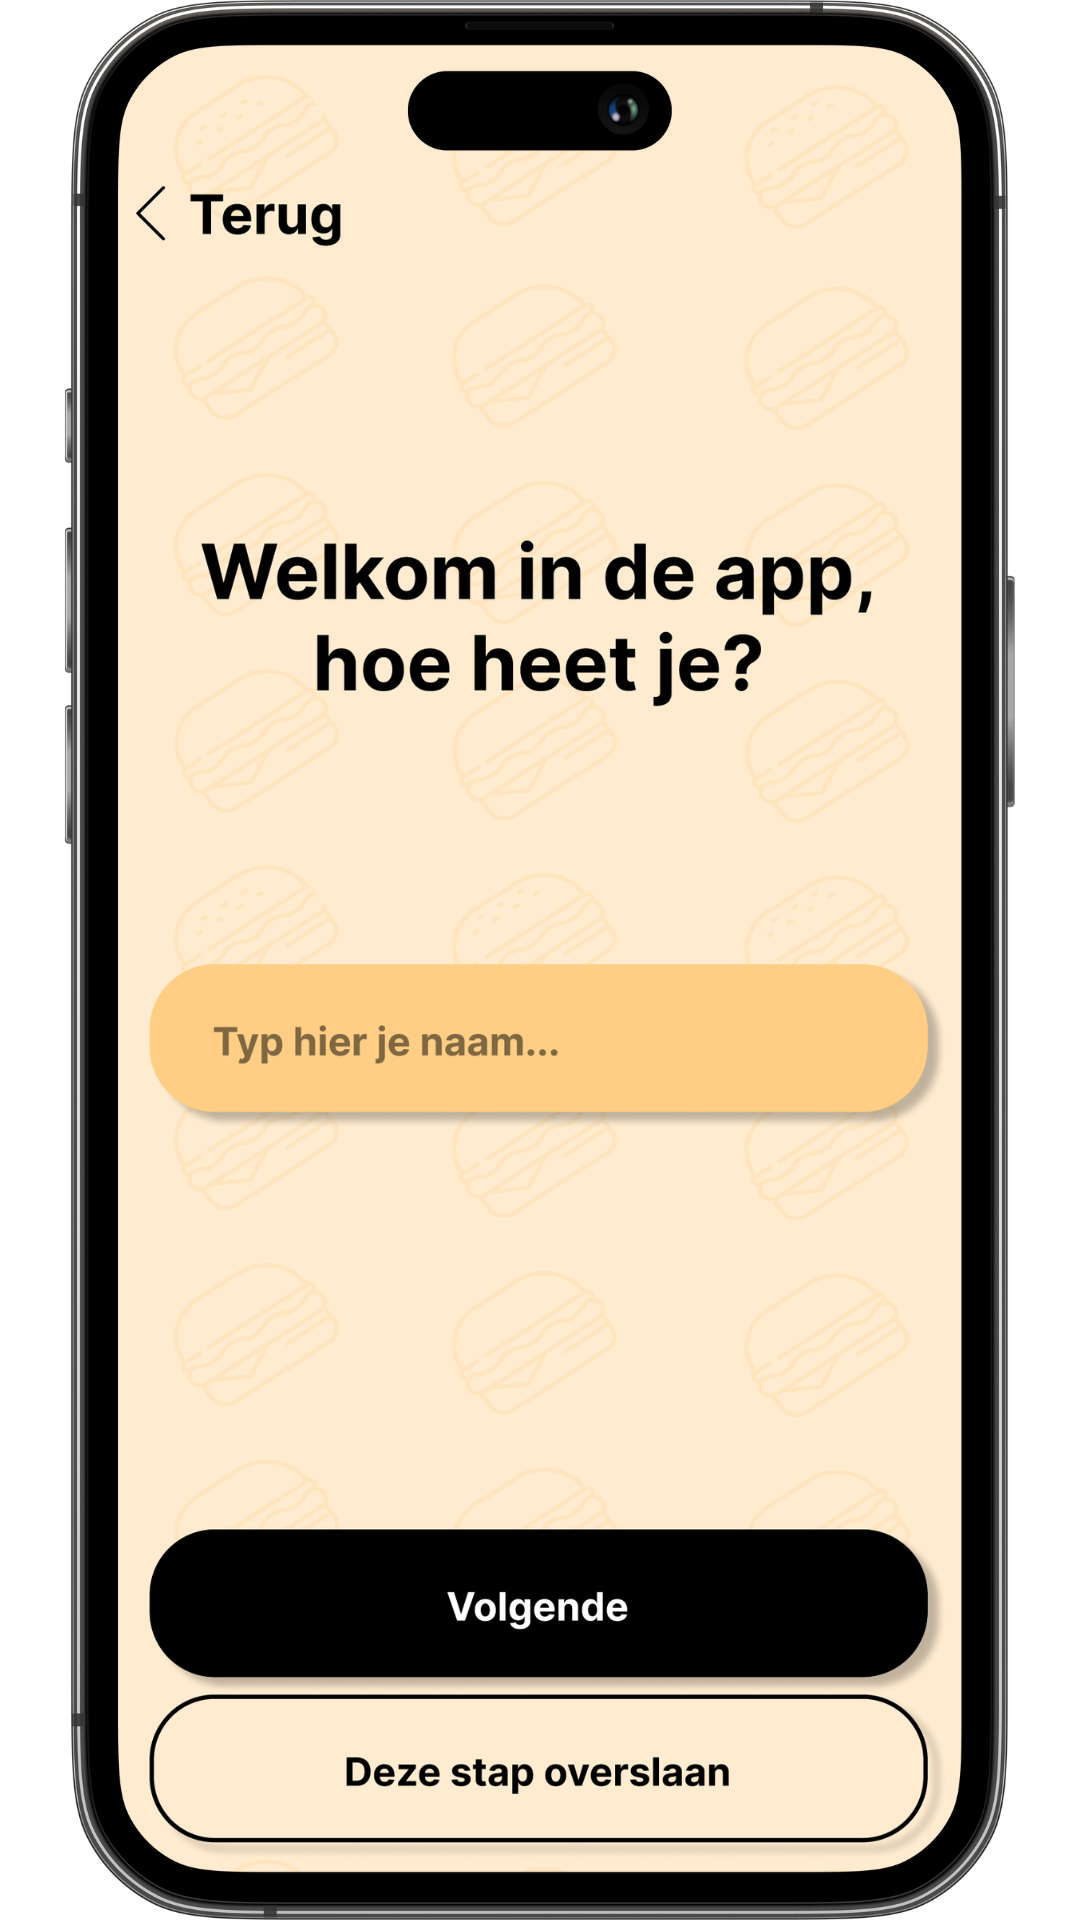 Terug
Welkom in de app,
hoe heet je?
Typ hier je naam...
Volgende
Deze stap overslaan